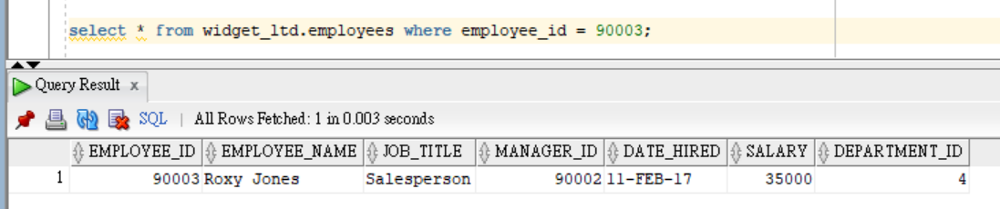 select * from widget_ltd.employees where employee_id = 90003;
Query Result x
SQL | All Rows Fetched: 1 in 0.003 seconds
EMPLOYEE_ID EMPLOYEE_NAME JOB_TITLE MANAGER_ID DATE_HIRED SALARY DEPARTMENT_ID
1 90003 Roxy Jones Salesperson 90002 11-FEB-17 35000 4